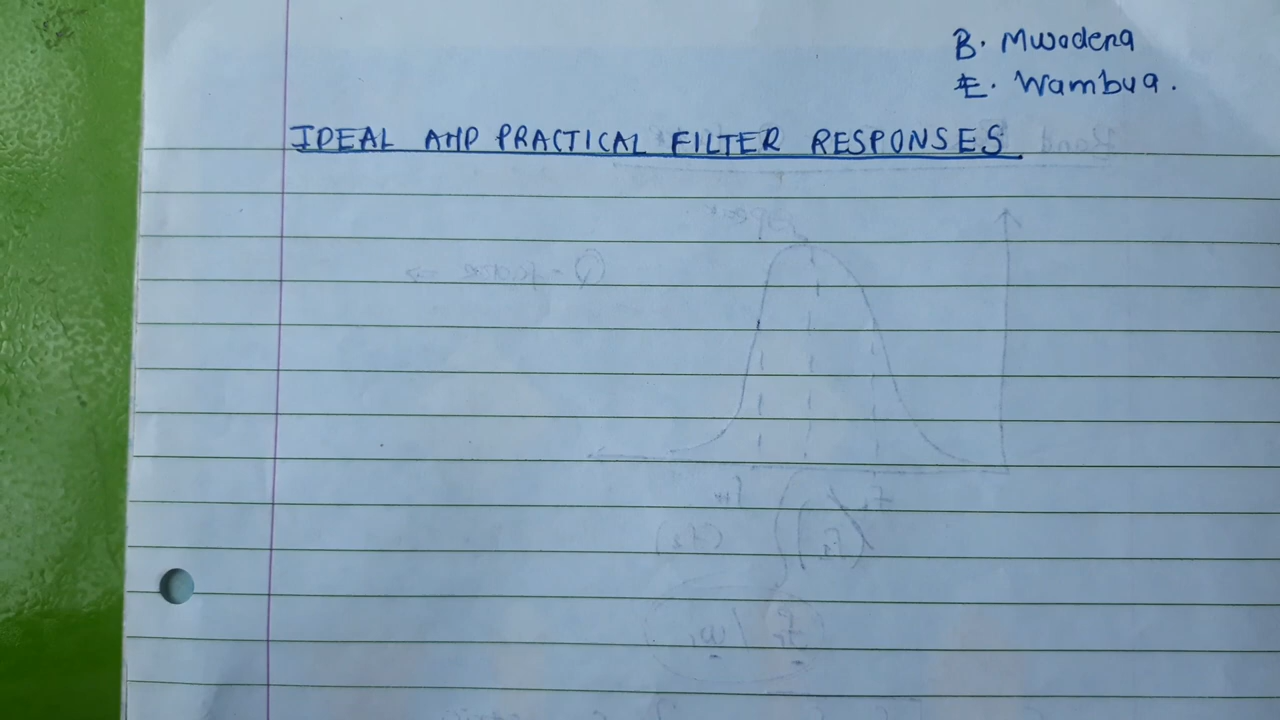 B. Mwadena
E. Wambua.
IDEAL AND PRACTICAL FILTER RESPONSES